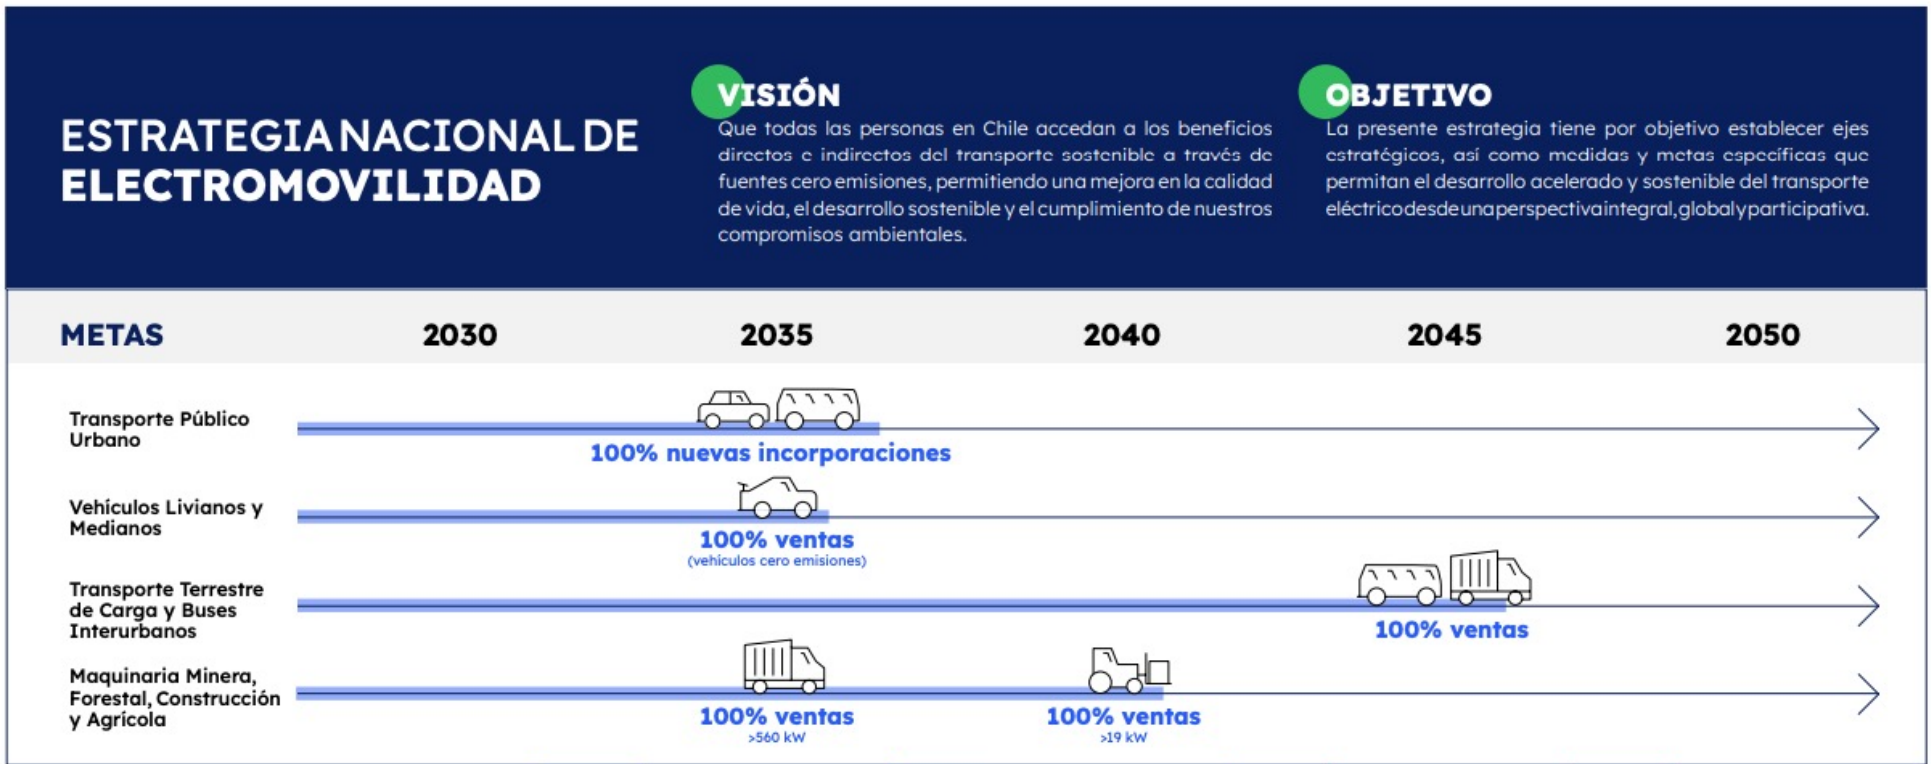 ESTRATEGIA NACIONAL DE
ELECTROMOVILIDAD
VISIÓN
Que todas las personas en Chile accedan a los beneficios
directos e indirectos del transporte sostenible a través de
fuentes cero emisiones, permitiendo una mejora en la calidad
de vida, el desarrollo sostenible y el cumplimiento de nuestros
compromisos ambientales.
OBJETIVO
La presente estrategia tiene por objetivo establecer ejes
estratégicos, así como medidas y metas específicas que
permitan el desarrollo acelerado y sostenible del transporte
eléctrico desde una perspectiva integral, global y participativa.
METAS 2030 2035 2040 2045 2050
Transporte Público
Urbano
100% nuevas incorporaciones
Vehículos Livianos y
Medianos
100% ventas
(vehículos cero emisiones)
Transporte Terrestre
de Carga y Buses
Interurbanos
100% ventas
Maquinaria Minera,
Forestal, Construcción
y Agrícola
100% ventas
>560 kW
100% ventas
>19 kW